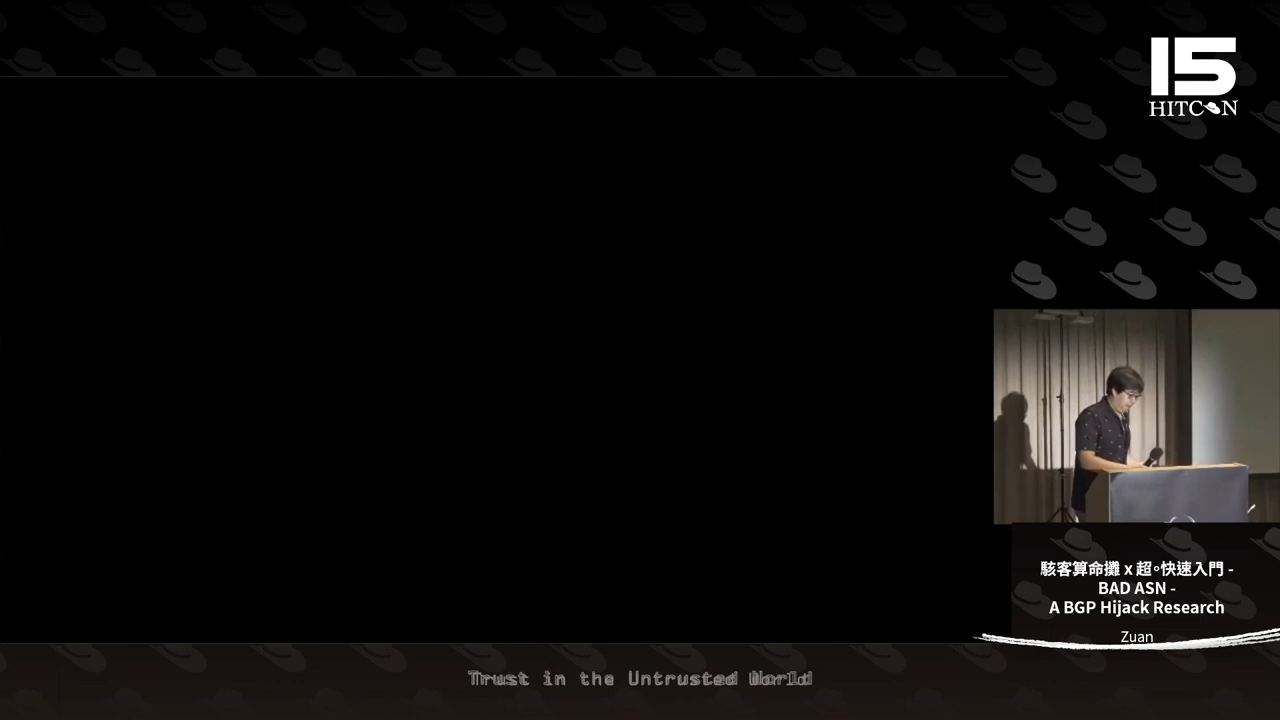 15
HITCON
駭客算命攤 x 超°快速入門 -
BAD ASN -
A BGP Hijack Research
Zuan
Trust in the Untrusted World